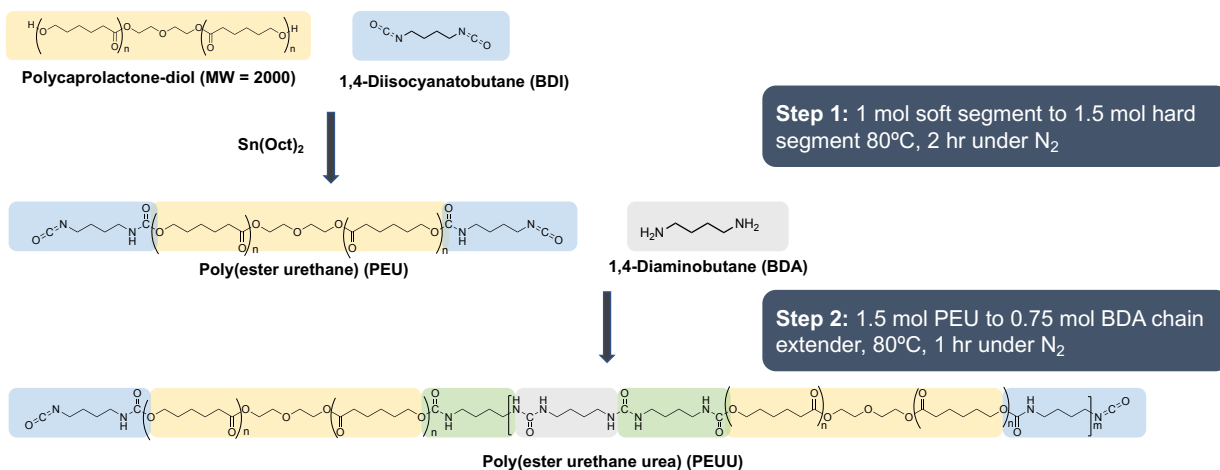 H
O
O
n
O
O
O
O
n
O
H
O=C=N
N=C=O
Polycaprolactone-diol (MW = 2000)
1,4-Diisocyanatobutane (BDI)
Step 1: 1 mol soft segment to 1.5 mol hard
segment 80ºC, 2 hr under N2
Sn(Oct)2
O=C=N
N
H
O
O
O
n
O
O
O
O
n
O
O
N
H
N=C=O
H2N
NH2
Poly(ester urethane) (PEU)
1,4-Diaminobutane (BDA)
Step 2: 1.5 mol PEU to 0.75 mol BDA chain
extender, 80ºC, 1 hr under N2
O=C=N
N
H
O
O
O
n
O
O
O
O
n
O
O
N
H
H
N
O
H
N
N
H
O
N
H
H
N
O
O
O
n
O
O
O
O
n
O
O
H
N
m
N=C=O
Poly(ester urethane urea) (PEUU)